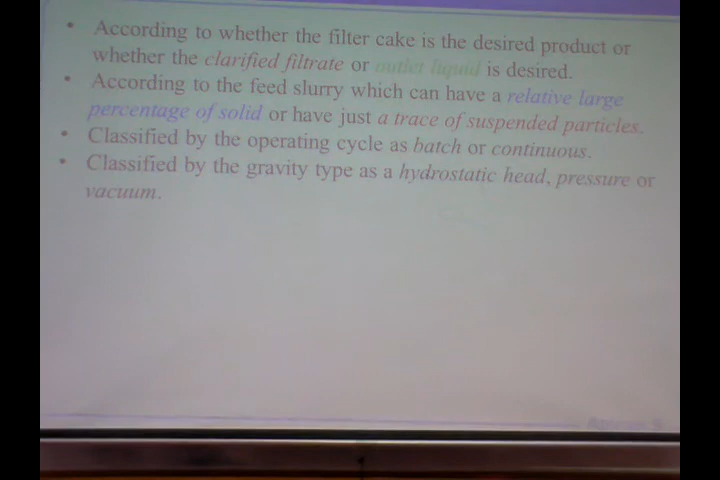 • According to whether the filter cake is the desired product or
whether the clarified filtrate or outlet liquid is desired.
• According to the feed slurry which can have a relative large
percentage of solid or have just a trace of suspended particles.
• Classified by the operating cycle as batch or continuous.
• Classified by the gravity type as a hydrostatic head, pressure or
vacuum.